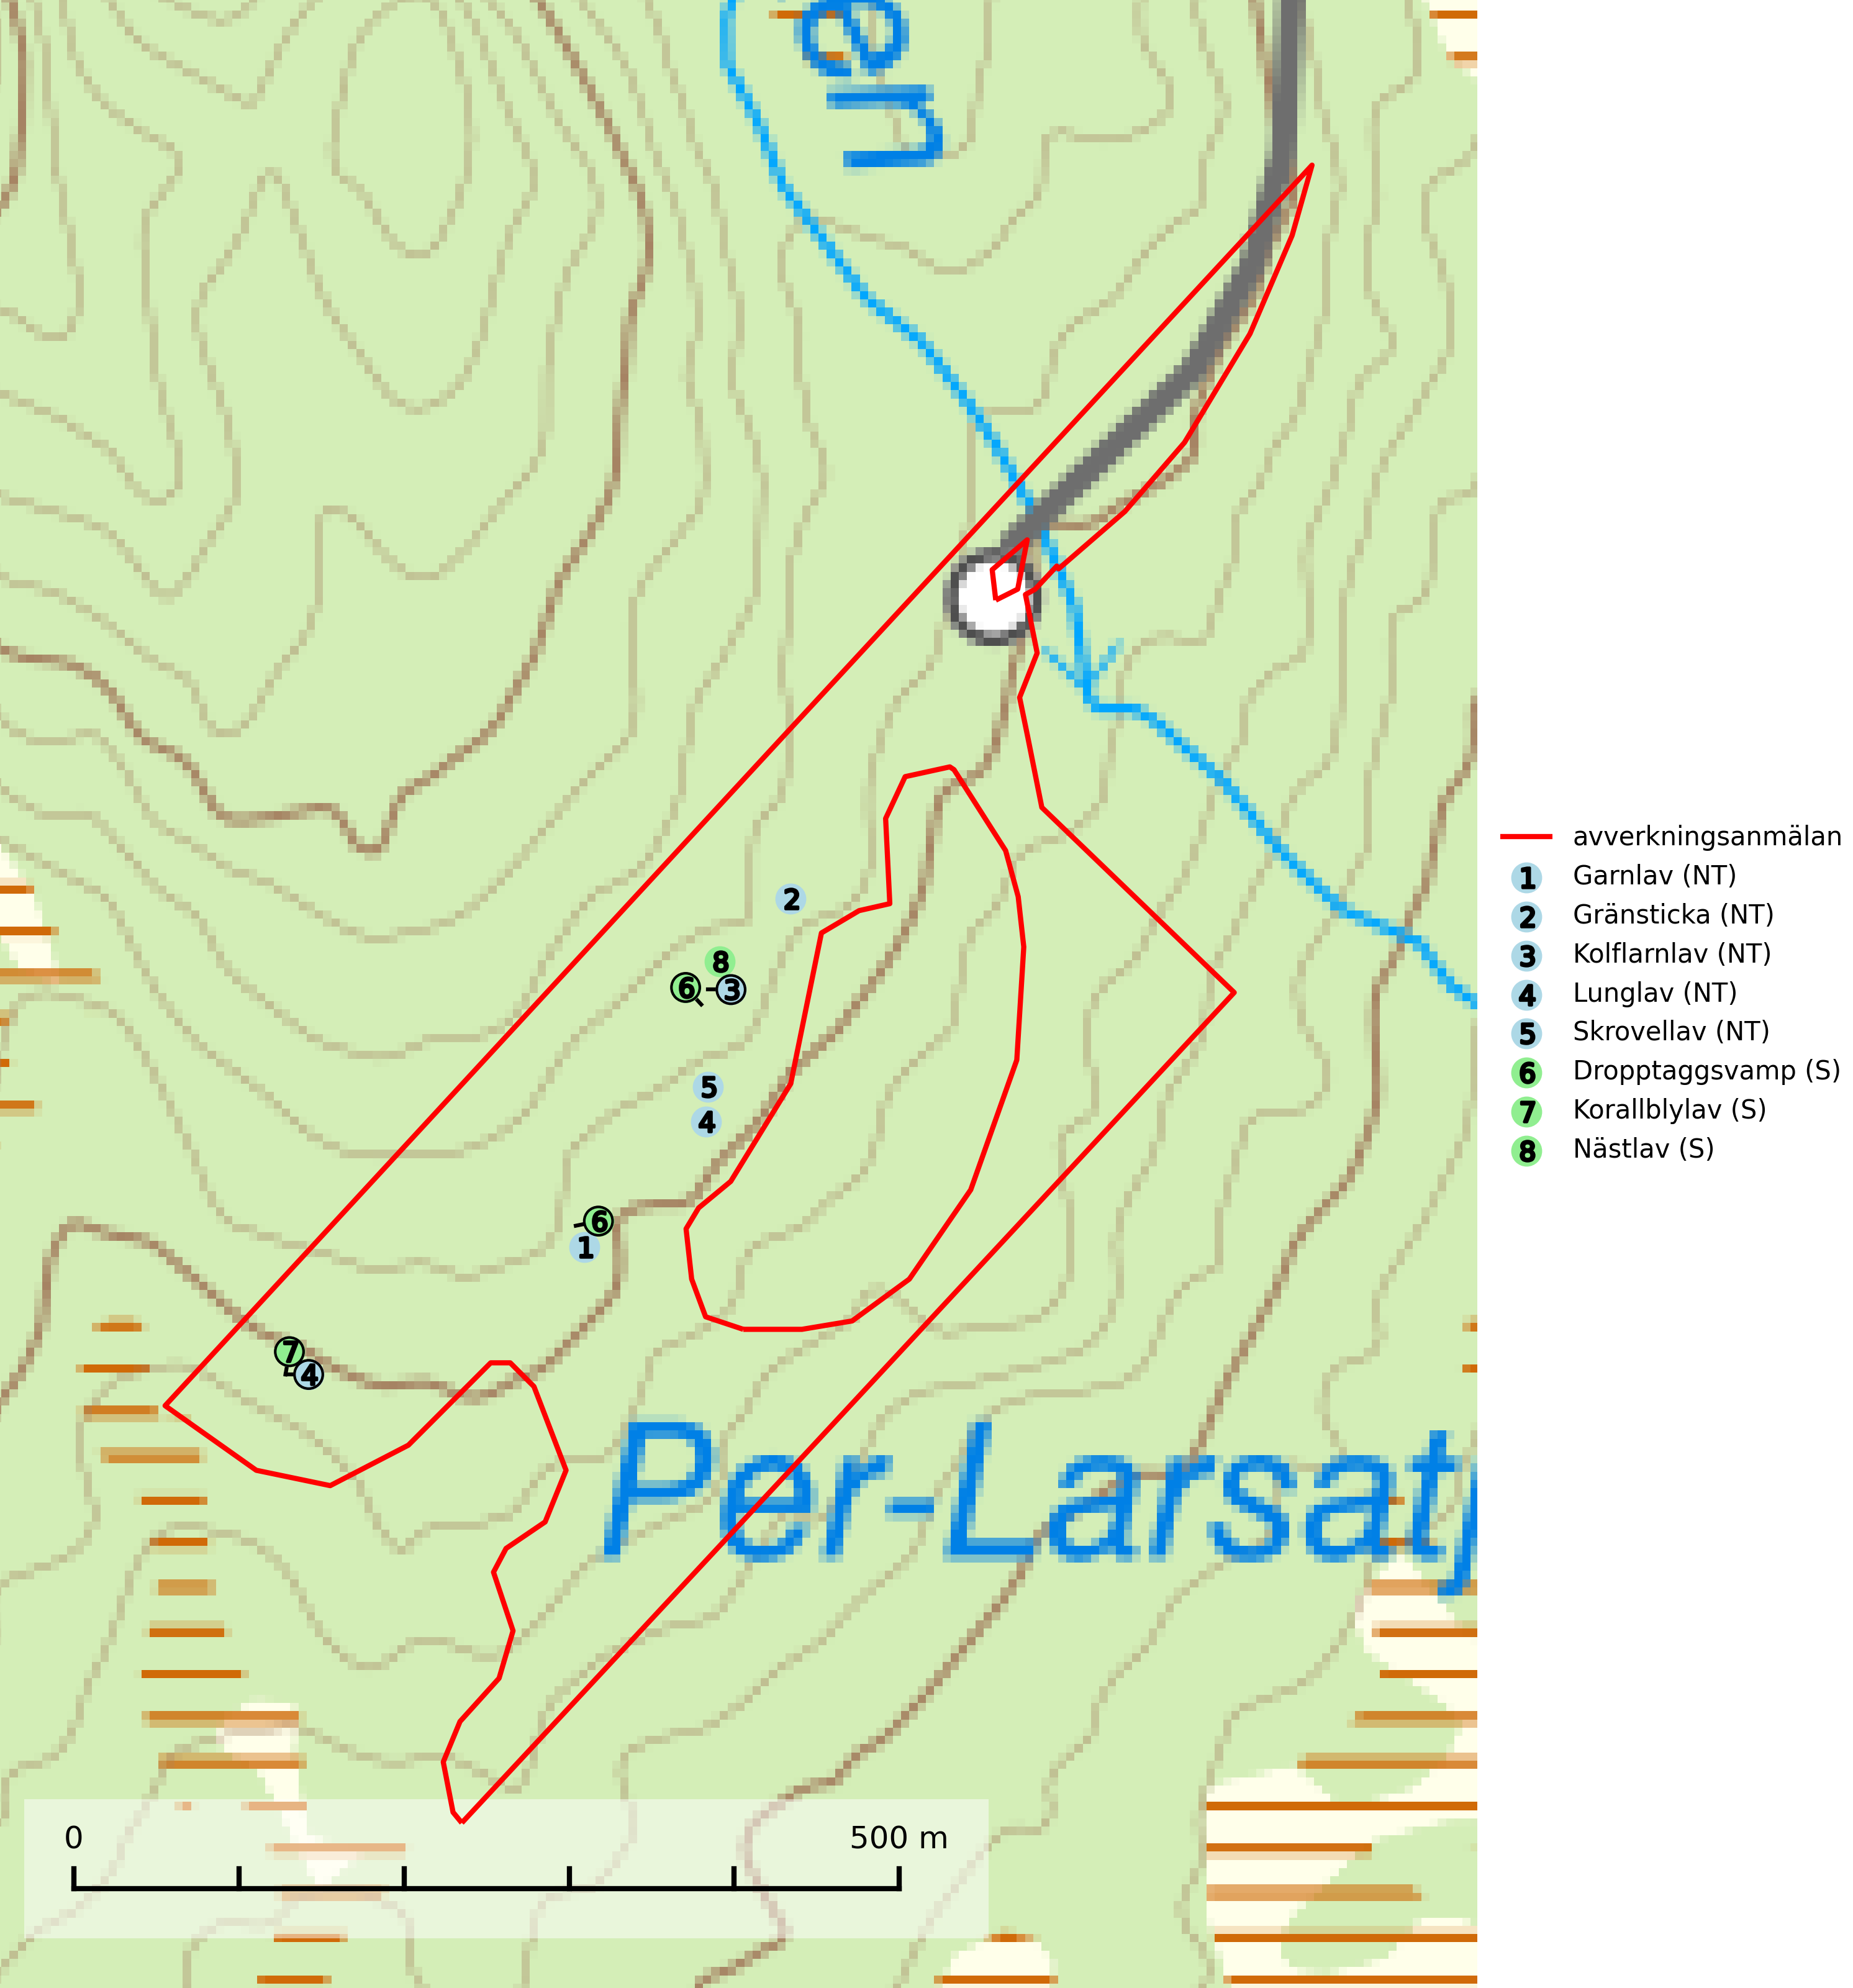 en
2
8
6
3
5
4
6
1
7
4
Per-Larsatj
0
500 m
avverkningsanmälan
1 Garnlav (NT)
2 Gränsticka (NT)
3 Kolflarnlav (NT)
4 Lunglav (NT)
5 Skrovellav (NT)
6 Dropptaggsvamp (S)
7 Korallblylav (S)
8 Nästlav (S)